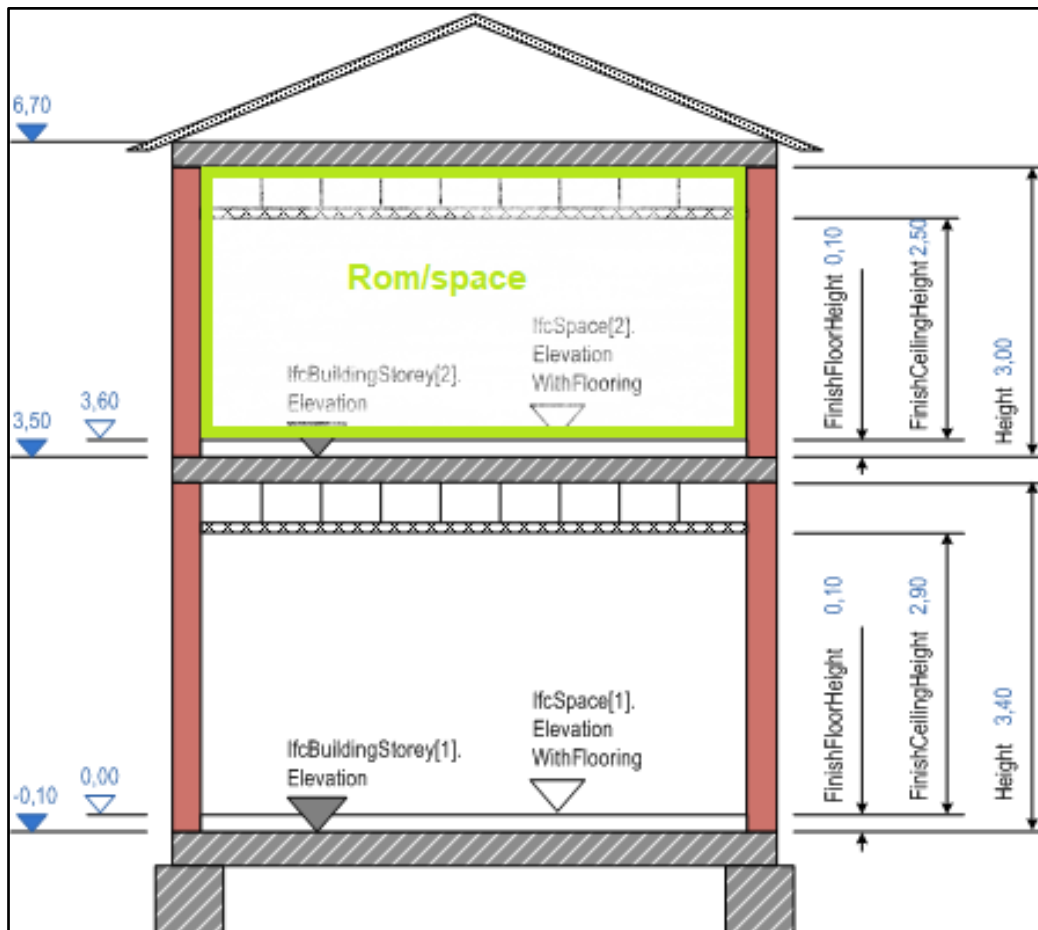 6,70
Rom/space
IfcSpace[2].
Elevation
WithFlooring
IfcBuildingStorey[2].
Elevation
3,60
3,50
FinishFloorHeight 0,10
FinishCeilingHeight 2,50
Height 3,00
IfcSpace[1].
Elevation
WithFlooring
IfcBuildingStorey[1].
Elevation
0,00
-0,10
FinishFloorHeight 0,10
FinishCeilingHeight 2,90
Height 3,40